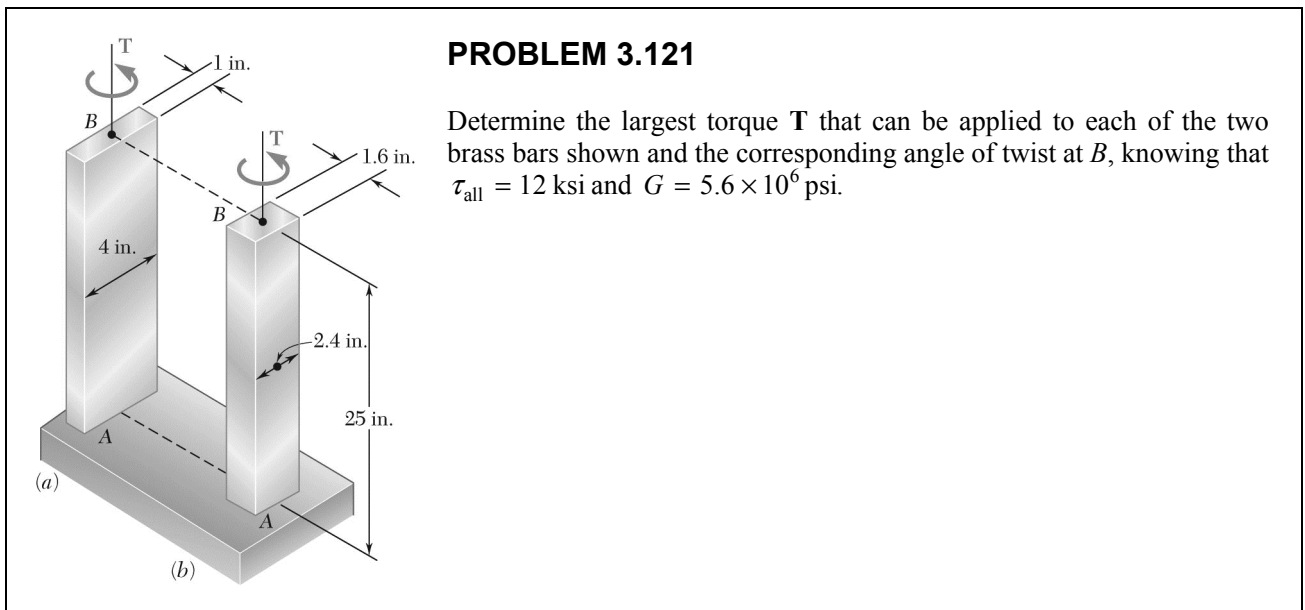 PROBLEM 3.121
Determine the largest torque T that can be applied to each of the two
brass bars shown and the corresponding angle of twist at B, knowing that
τall = 12 ksi and G = 5.6 × 10⁶ psi.
T
1 in.
B
T
1.6 in.
B
4 in.
2.4 in.
25 in.
A
(a)
A
(b)